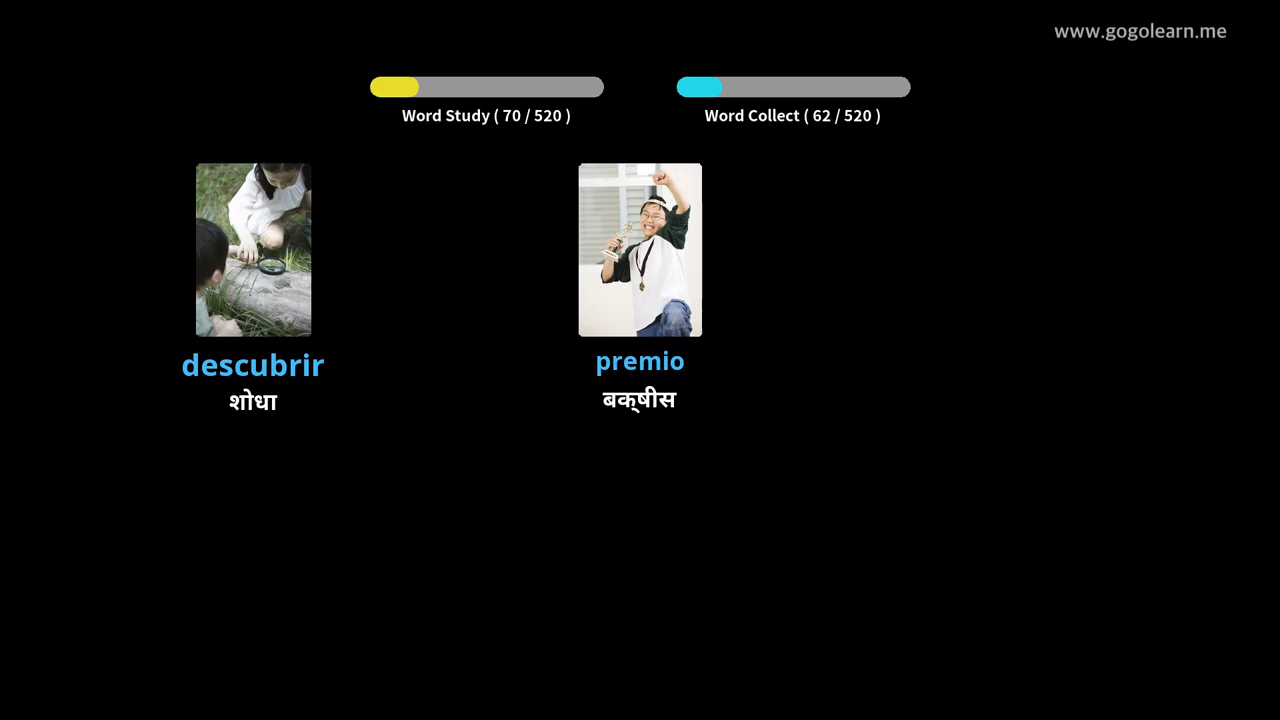 www.gogolearn.me
Word Study ( 70 / 520 )
Word Collect ( 62 / 520 )
descubrir
शोधा
premio
बक्षीस